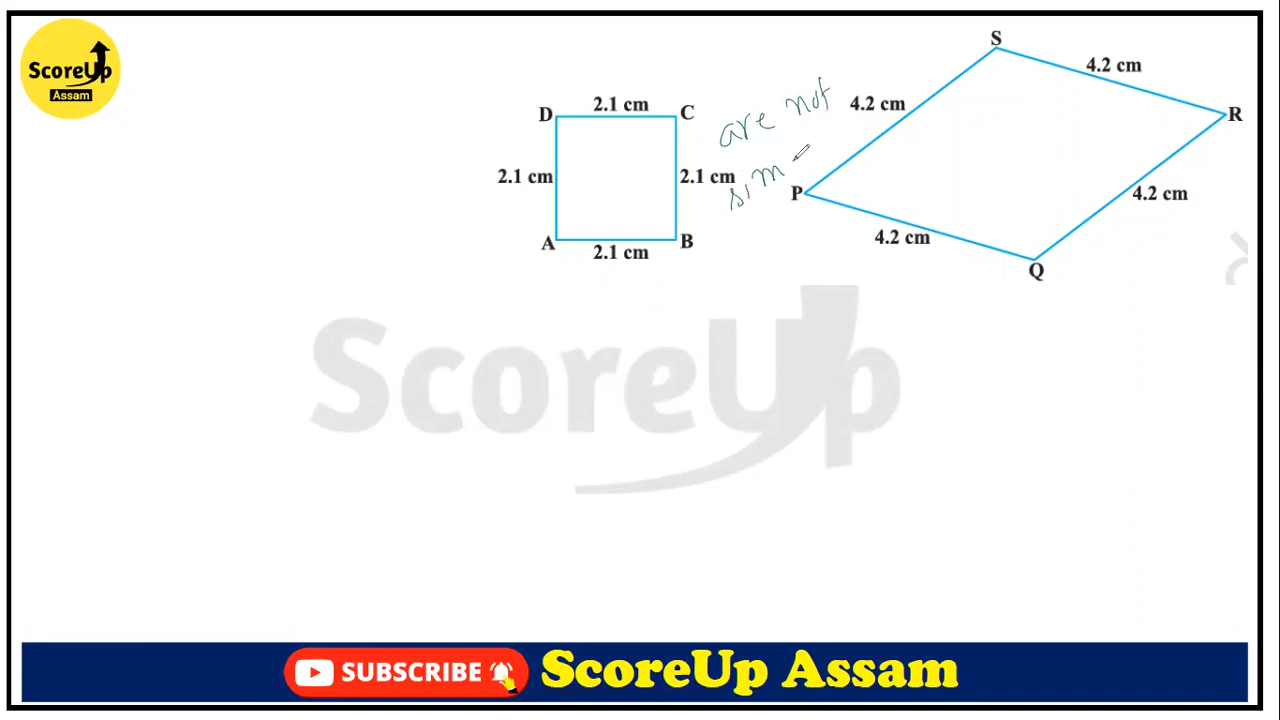 ScoreUp
Assam
S
4.2 cm
D
2.1 cm
C
4.2 cm
R
are not
2.1 cm
2.1 cm
sim
P
4.2 cm
4.2 cm
A
B
2.1 cm
Q
ScoreUp
SUBSCRIBE
ScoreUp Assam